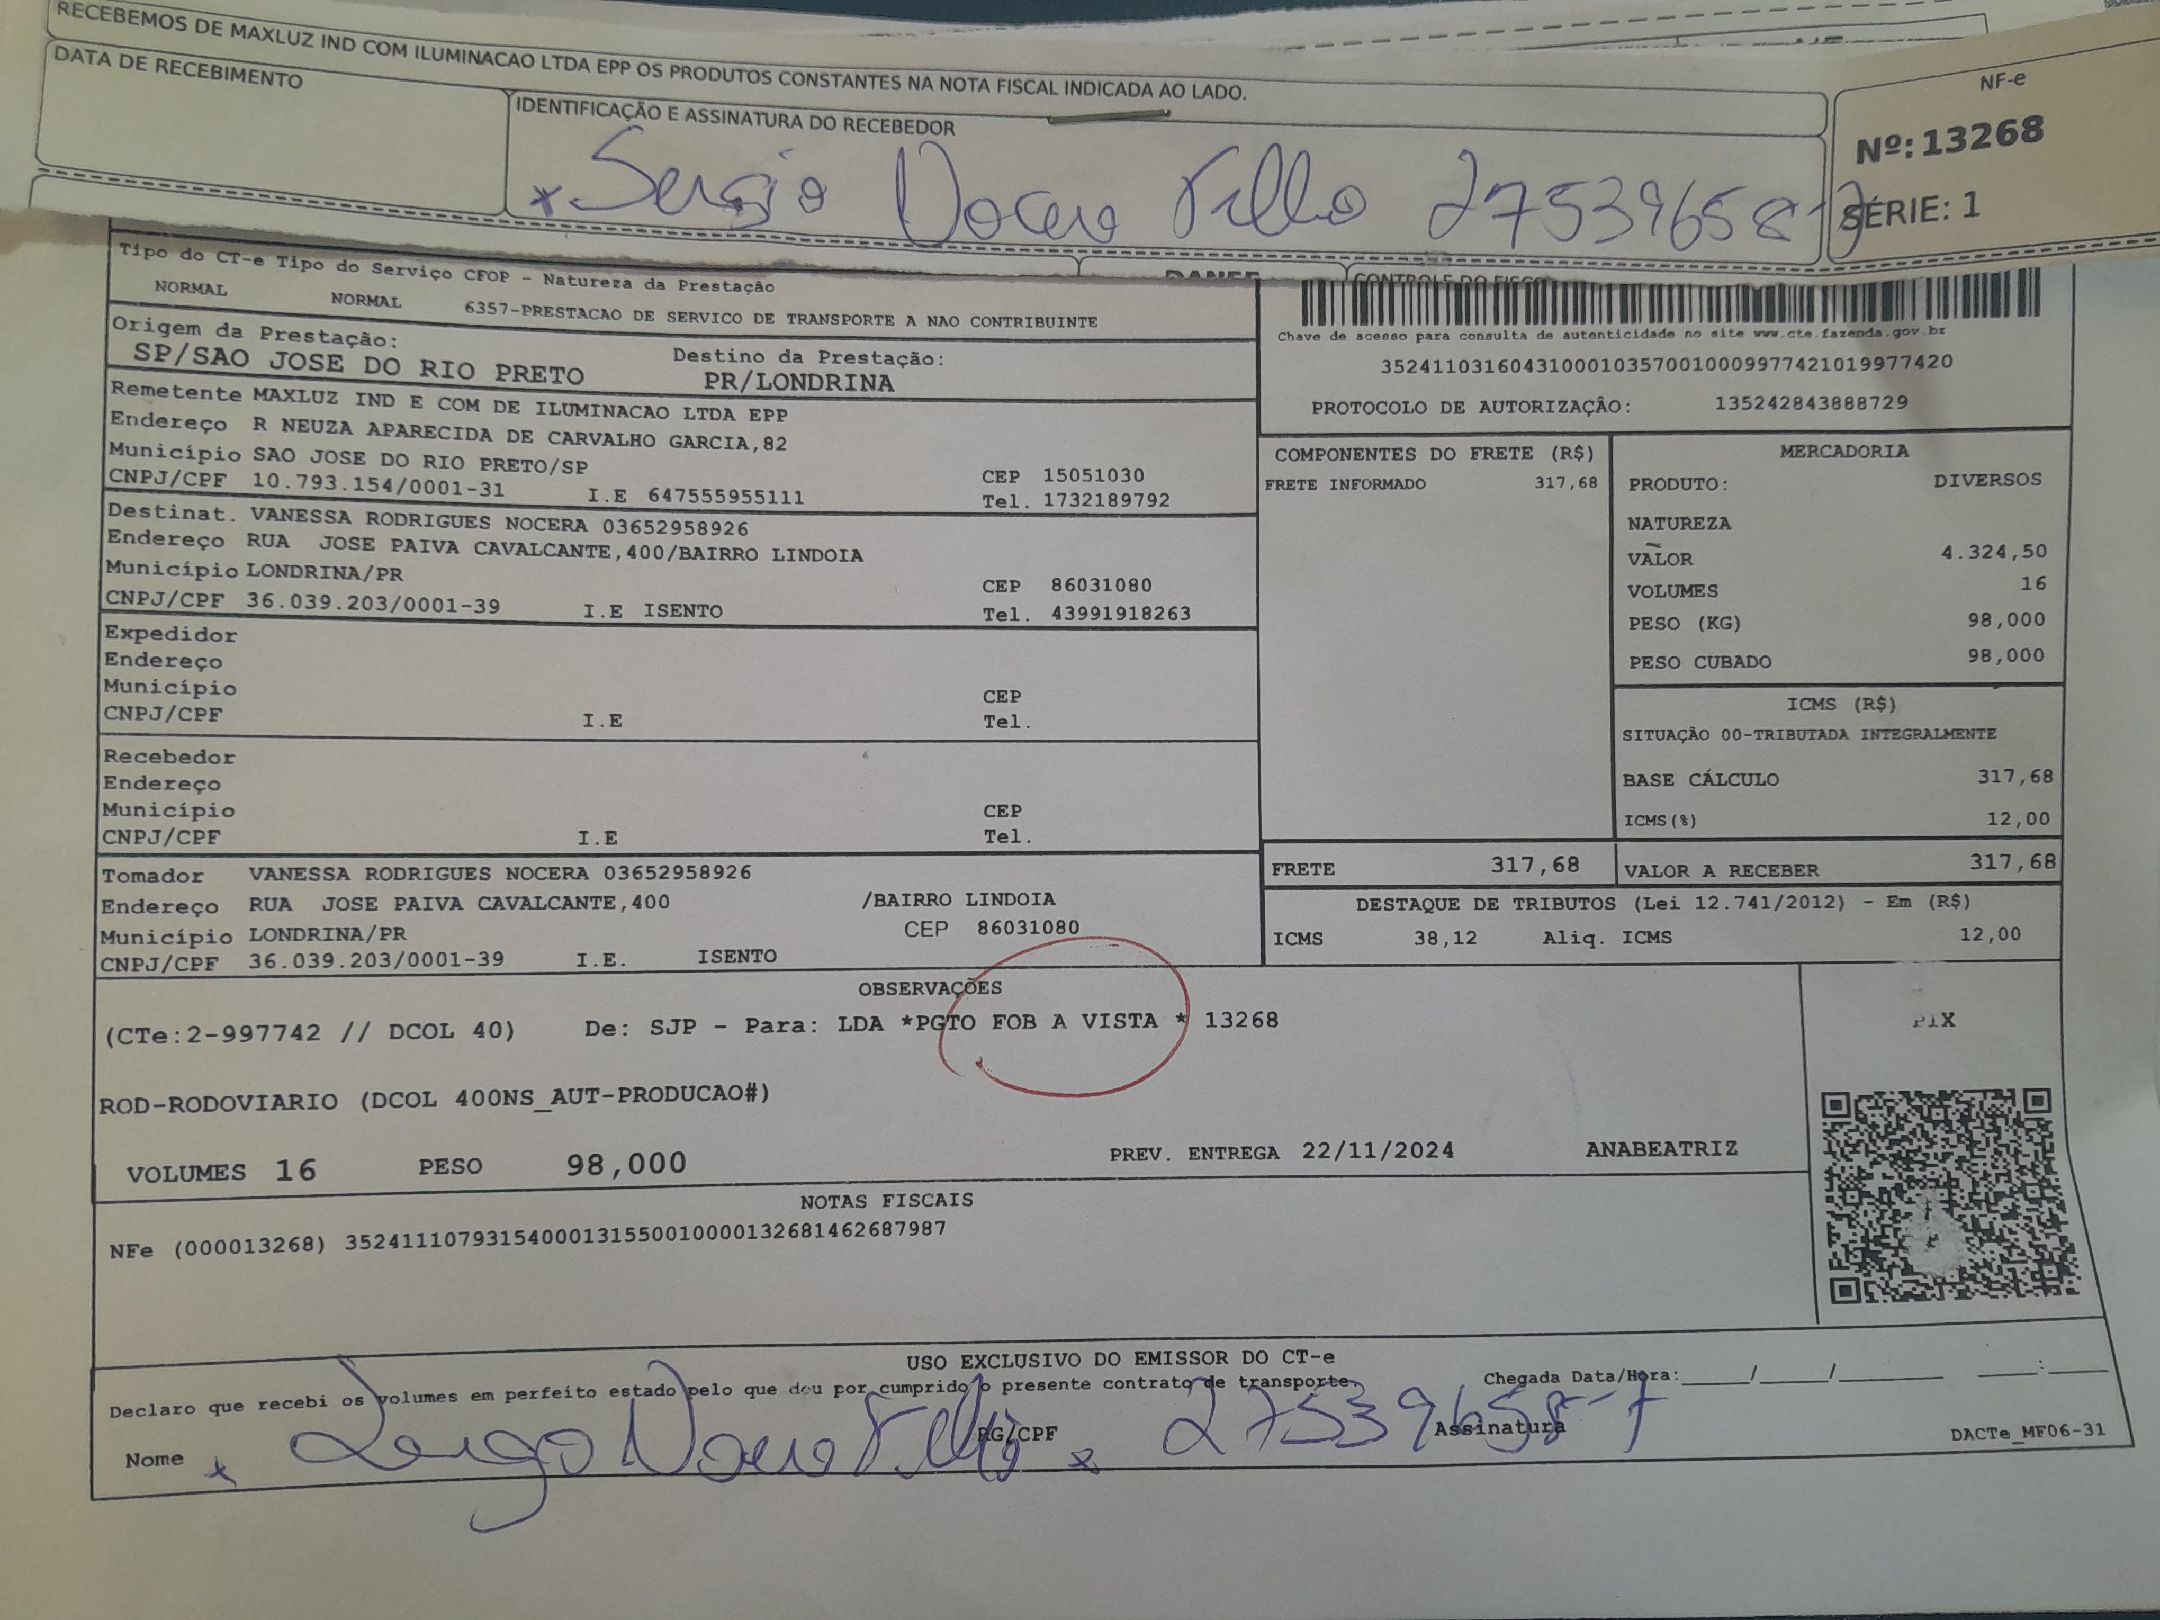 RECEBEMOS DE MAXLUZ IND COM ILUMINACAO LTDA EPP OS PRODUTOS CONSTANTES NA NOTA FISCAL INDICADA AO LADO.
DATA DE RECEBIMENTO
IDENTIFICAÇÃO E ASSINATURA DO RECEBEDOR
Sergio Nocera Filho 27539658-7
NF-e
Nº: 13268
SÉRIE: 1
Tipo do CT-e Tipo do Serviço CFOP - Natureza da Prestação
NORMAL NORMAL 6357-PRESTACAO DE SERVICO DE TRANSPORTE A NAO CONTRIBUINTE
Origem da Prestação: Destino da Prestação:
SP/SAO JOSE DO RIO PRETO PR/LONDRINA
Chave de acesso para consulta de autenticidade no site www.cte.fazenda.gov.br
35241103160431000103570010009977421019977420
PROTOCOLO DE AUTORIZAÇÃO: 135242843888729
Remetente MAXLUZ IND E COM DE ILUMINACAO LTDA EPP
Endereço R NEUZA APARECIDA DE CARVALHO GARCIA,82
Município SAO JOSE DO RIO PRETO/SP CEP 15051030
CNPJ/CPF 10.793.154/0001-31 I.E 647555955111 Tel. 1732189792
Destinat. VANESSA RODRIGUES NOCERA 03652958926
Endereço RUA JOSE PAIVA CAVALCANTE,400/BAIRRO LINDOIA
Município LONDRINA/PR CEP 86031080
CNPJ/CPF 36.039.203/0001-39 I.E ISENTO Tel. 43991918263
Expedidor
Endereço
Município CEP
CNPJ/CPF I.E Tel.
Recebedor
Endereço
Município CEP
CNPJ/CPF I.E Tel.
Tomador VANESSA RODRIGUES NOCERA 03652958926
Endereço RUA JOSE PAIVA CAVALCANTE,400 /BAIRRO LINDOIA
Município LONDRINA/PR CEP 86031080
CNPJ/CPF 36.039.203/0001-39 I.E. ISENTO
COMPONENTES DO FRETE (R$)
FRETE INFORMADO 317,68
MERCADORIA
PRODUTO: DIVERSOS
NATUREZA
VALOR 4.324,50
VOLUMES 16
PESO (KG) 98,000
PESO CUBADO 98,000
ICMS (R$)
SITUAÇÃO 00-TRIBUTADA INTEGRALMENTE
BASE CÁLCULO 317,68
ICMS(%) 12,00
FRETE 317,68 VALOR A RECEBER 317,68
DESTAQUE DE TRIBUTOS (Lei 12.741/2012) - Em (R$)
ICMS 38,12 Aliq. ICMS 12,00
OBSERVAÇÕES
(CTe:2-997742 // DCOL 40) De: SJP - Para: LDA *PGTO FOB A VISTA * 13268
ROD-RODOVIARIO (DCOL 400NS_AUT-PRODUCAO#)
VOLUMES 16 PESO 98,000 PREV. ENTREGA 22/11/2024 ANABEATRIZ
PIX
NOTAS FISCAIS
NFe (000013268) 35241110793154000131550010000132681462687987
USO EXCLUSIVO DO EMISSOR DO CT-e
Declaro que recebi os volumes em perfeito estado pelo que dou por cumprido o presente contrato de transporte. Chegada Data/Hora:____/____/______ ___:___
Nome Sergio Nocera Filho RG/CPF 27539658-7 Assinatura
DACTe_MF06-31